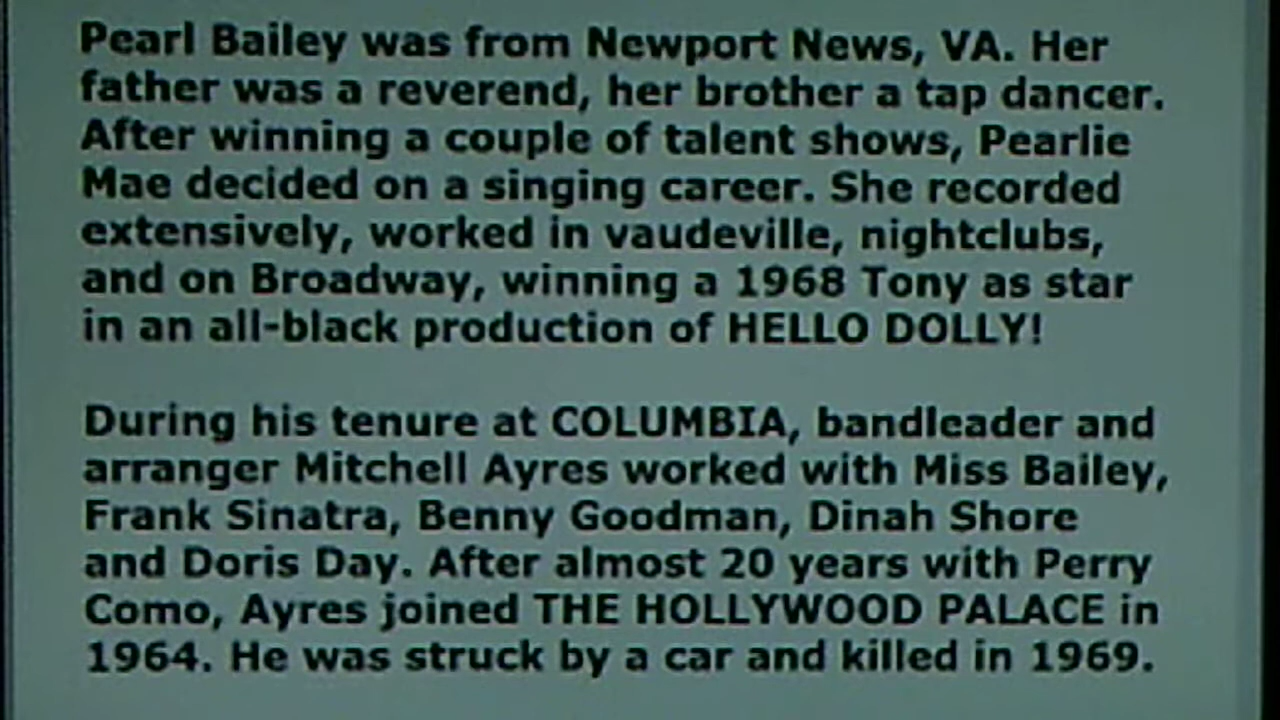 Pearl Bailey was from Newport News, VA. Her
father was a reverend, her brother a tap dancer.
After winning a couple of talent shows, Pearlie
Mae decided on a singing career. She recorded
extensively, worked in vaudeville, nightclubs,
and on Broadway, winning a 1968 Tony as star
in an all-black production of HELLO DOLLY!
During his tenure at COLUMBIA, bandleader and
arranger Mitchell Ayres worked with Miss Bailey,
Frank Sinatra, Benny Goodman, Dinah Shore
and Doris Day. After almost 20 years with Perry
Como, Ayres joined THE HOLLYWOOD PALACE in
1964. He was struck by a car and killed in 1969.